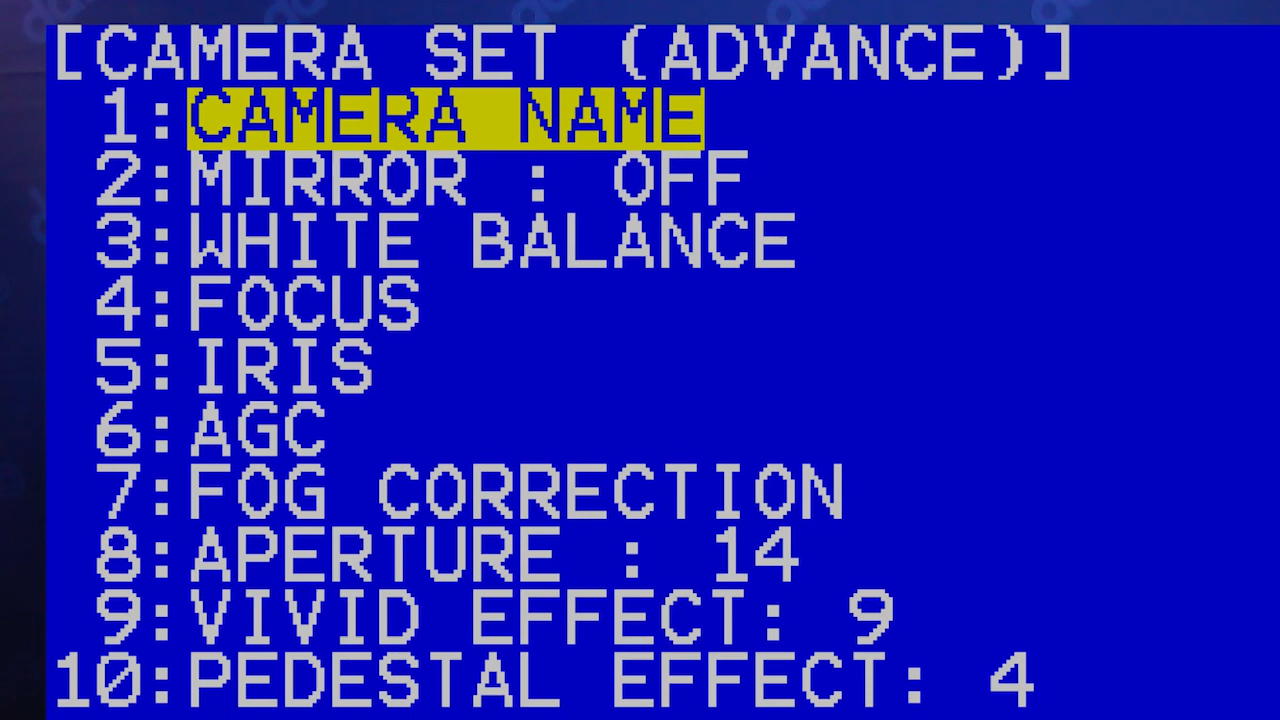 [CAMERA SET (ADVANCE)]
1:CAMERA NAME
2:MIRROR : OFF
3:WHITE BALANCE
4:FOCUS
5:IRIS
6:AGC
7:FOG CORRECTION
8:APERTURE : 14
9:VIVID EFFECT: 9
10:PEDESTAL EFFECT: 4